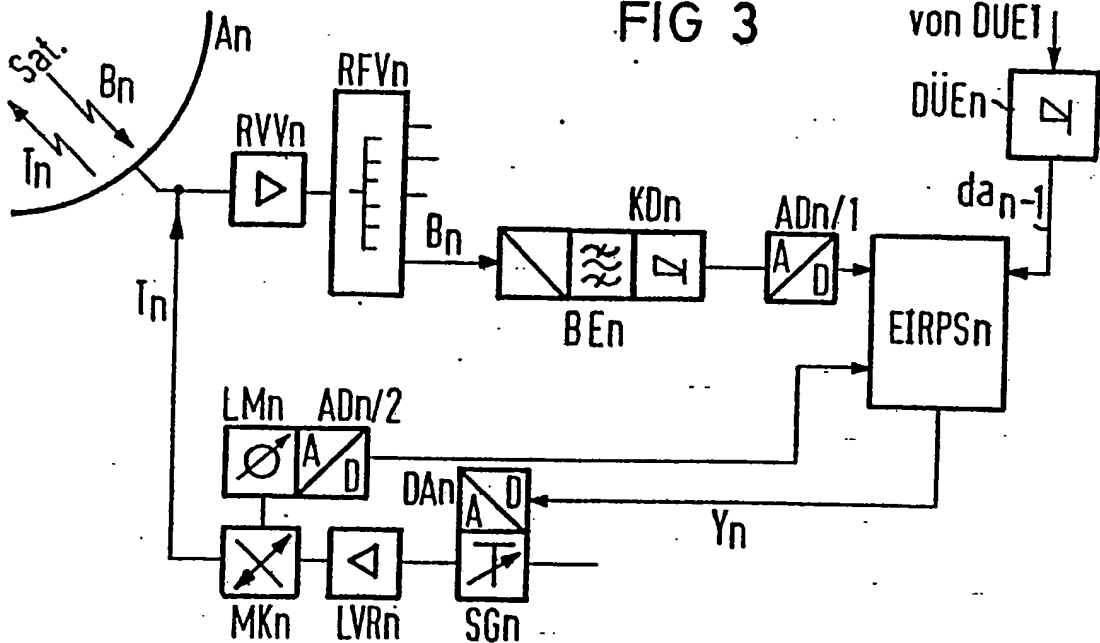 FIG 3
von DUE1
An
Sat.
Bn
Tn
RFVn
RVVn
DÜEn
da n-1
KDn
ADn/1
Bn
A
D
EIRPSn
BEn
Tn
LMn
ADn/2
A
D
DAn
D
A
Yn
MKn
LVRn
SGn